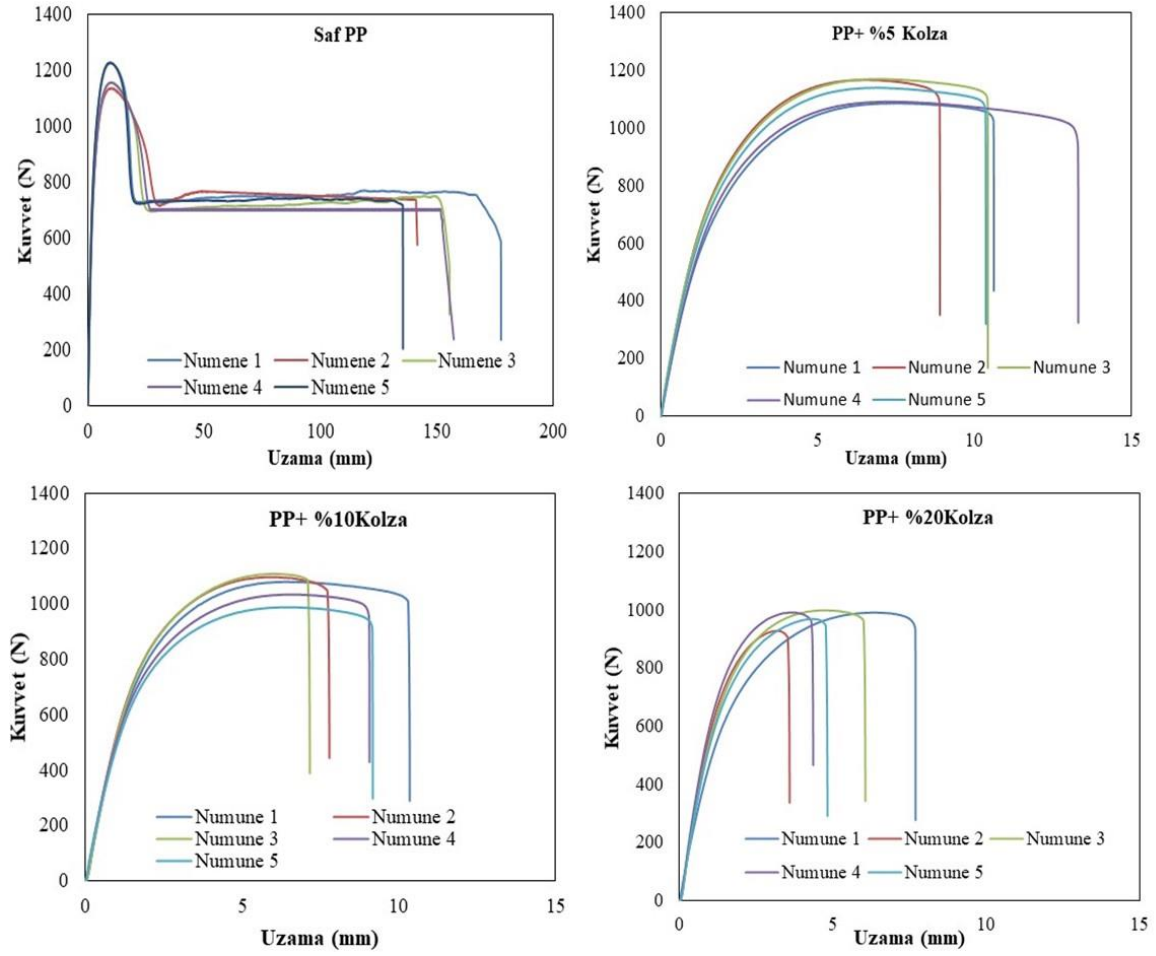 Saf PP
Kuvvet (N)
1400
1200
1000
800
600
400
200
0
Numene 1 Numene 2 Numene 3
Numene 4 Numene 5
0 50 100 150 200
Uzama (mm)
PP+ %5 Kolza
Kuvvet (N)
1400
1200
1000
800
600
400
200
0
Numune 1 Numune 2 Numune 3
Numune 4 Numune 5
0 5 10 15
Uzama (mm)
PP+ %10Kolza
Kuvvet (N)
1400
1200
1000
800
600
400
200
0
Numune 1 Numune 2
Numune 3 Numune 4
Numune 5
0 5 10 15
Uzama (mm)
PP+ %20Kolza
Kuvvet (N)
1400
1200
1000
800
600
400
200
0
Numune 1 Numune 2 Numune 3
Numune 4 Numune 5
0 5 10 15
Uzama (mm)